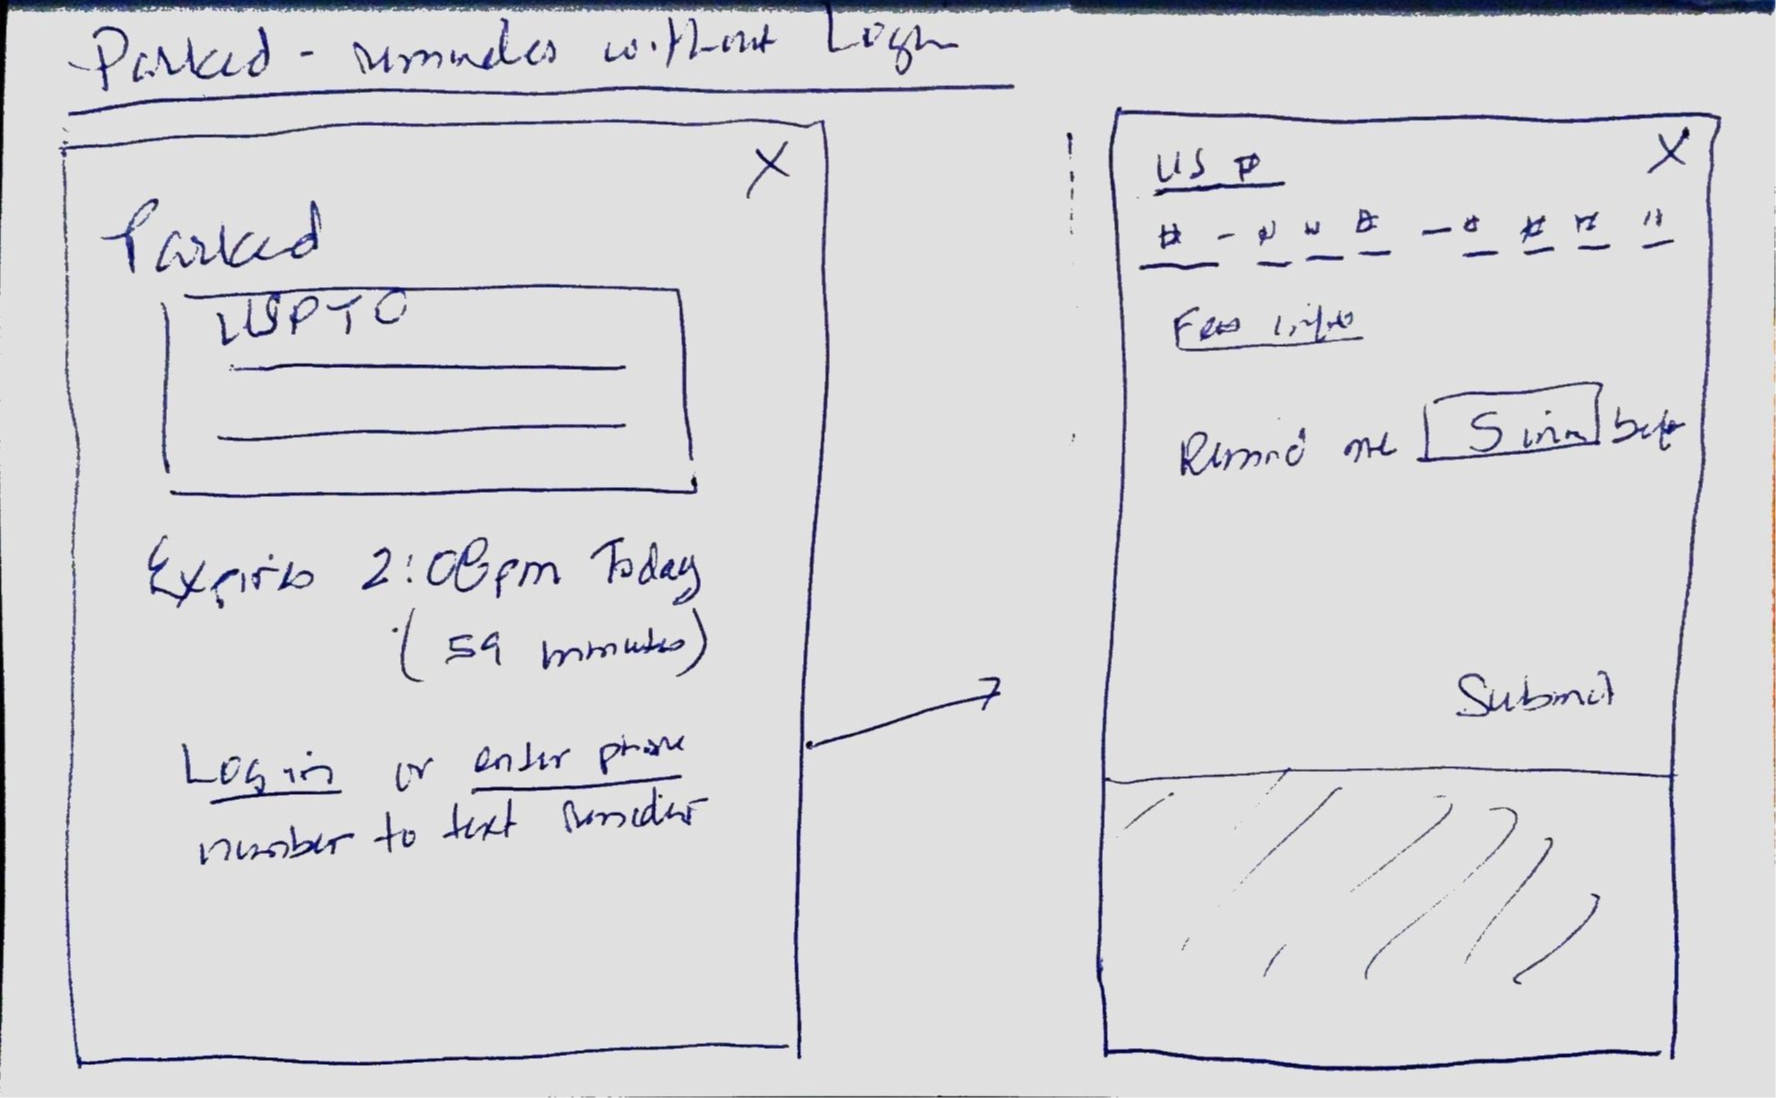 Parked - reminders without Login
X
Parked
USPTO
Expires 2:08pm Today
(59 minutes)
Log in or enter phone
number to text reminder
X
US #
# - # # # - # # # #
Fees info
Remind me 5 min before
Submit